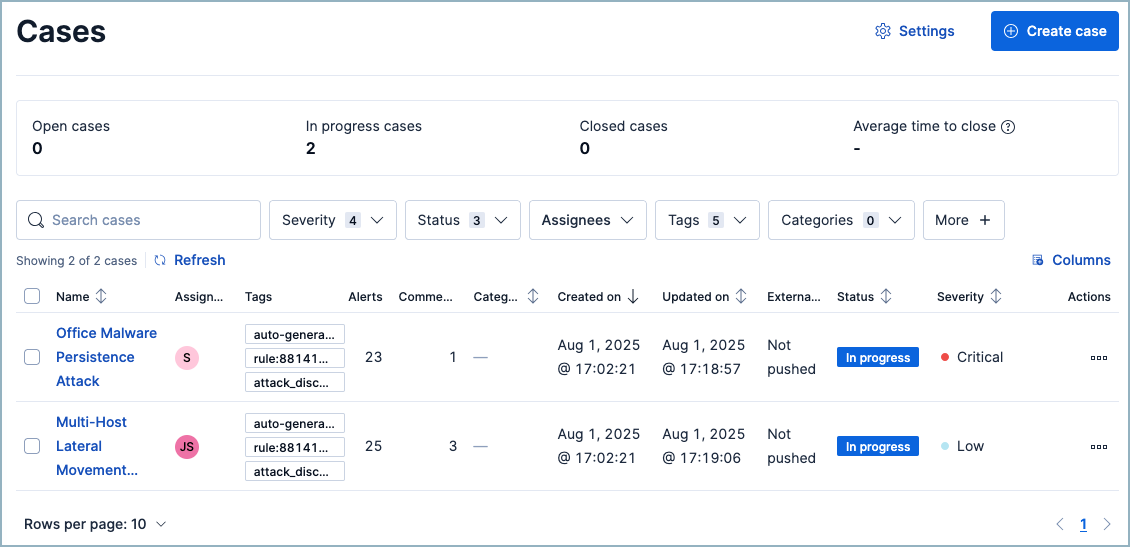 Cases
Settings
Create case
Open cases
0
In progress cases
2
Closed cases
0
Average time to close
-
Search cases
Severity 4
Status 3
Assignees
Tags 5
Categories 0
More
Showing 2 of 2 cases
Refresh
Columns
Name Assign... Tags Alerts Comme... Categ... Created on Updated on Externa... Status Severity Actions
Office Malware
Persistence
Attack
S
auto-genera...
rule:88141...
attack_disc...
23
1
—
Aug 1, 2025
@ 17:02:21
Aug 1, 2025
@ 17:18:57
Not
pushed
In progress
Critical
Multi-Host
Lateral
Movement...
JS
auto-genera...
rule:88141...
attack_disc...
25
3
—
Aug 1, 2025
@ 17:02:21
Aug 1, 2025
@ 17:19:06
Not
pushed
In progress
Low
Rows per page: 10
1